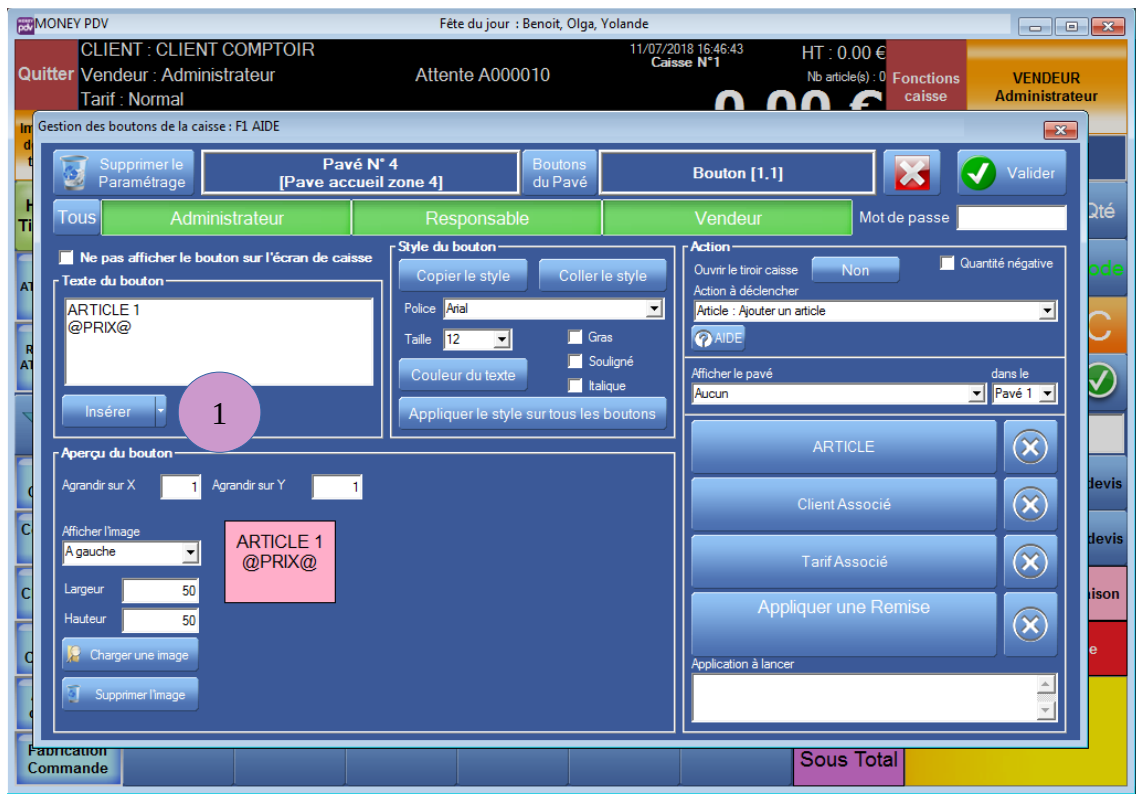 MONEY PDV
Fête du jour : Benoit, Olga, Yolande
Quitter
CLIENT : CLIENT COMPTOIR
Vendeur : Administrateur
Tarif : Normal
Attente A000010
11/07/2018 16:46:43
Caisse N°1
HT : 0.00 €
Nb article(s) : 0
0.00 €
Fonctions
caisse
VENDEUR
Administrateur
Gestion des boutons de la caisse : F1 AIDE
Supprimer le
Paramétrage
Pavé N° 4
[Pave accueil zone 4]
Boutons
du Pavé
Bouton [1,1]
Valider
Tous
Administrateur
Responsable
Vendeur
Mot de passe
Qté
Ne pas afficher le bouton sur l'écran de caisse
Texte du bouton
ARTICLE 1
@PRIX@
Insérer
1
Style du bouton
Copier le style
Coller le style
Police
Arial
Taille
12
Gras
Souligné
Italique
Couleur du texte
Appliquer le style sur tous les boutons
Action
Ouvrir le tiroir caisse
Non
Quantité négative
Action à déclencher
Article : Ajouter un article
AIDE
Afficher le pavé
dans le
Aucun
Pavé 1
C
ARTICLE
Client Associé
Tarif Associé
Appliquer une Remise
Application à lancer
Aperçu du bouton
Agrandir sur X
1
Agrandir sur Y
1
Afficher l'image
A gauche
ARTICLE 1
@PRIX@
Largeur
50
Hauteur
50
Charger une image
Supprimer l'image
devis
devis
Fabrication
Commande
Sous Total